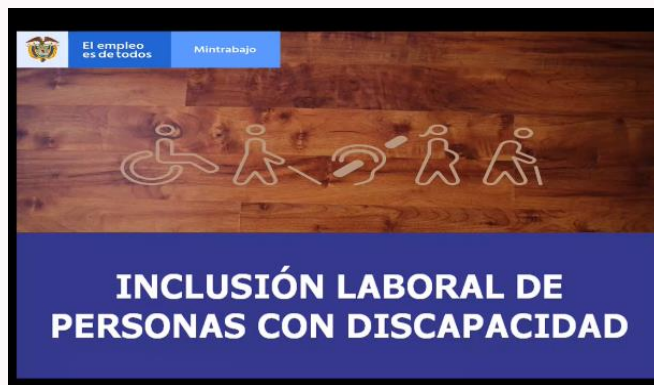 El empleo
es de todos
Mintrabajo
INCLUSIÓN LABORAL DE
PERSONAS CON DISCAPACIDAD